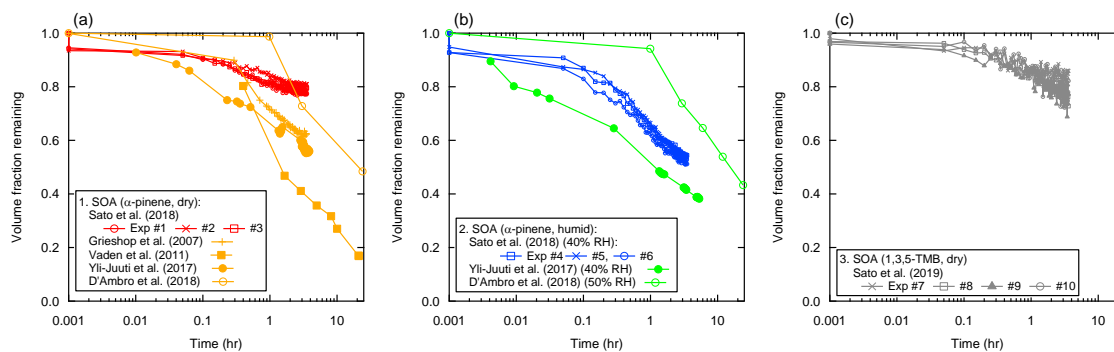 (a)
1.0
0.8
0.6
0.4
0.2
0.0
Volume fraction remaining
0.001
0.01
0.1
1
10
Time (hr)
1. SOA (α-pinene, dry):
Sato et al. (2018)
Exp #1 #2 #3
Grieshop et al. (2007)
Vaden et al. (2011)
Yli-Juuti et al. (2017)
D'Ambro et al. (2018)
(b)
1.0
0.8
0.6
0.4
0.2
0.0
Volume fraction remaining
0.001
0.01
0.1
1
10
Time (hr)
2. SOA (α-pinene, humid):
Sato et al. (2018) (40% RH):
Exp #4 #5, #6
Yli-Juuti et al. (2017) (40% RH)
D'Ambro et al. (2018) (50% RH)
(c)
1.0
0.8
0.6
0.4
0.2
0.0
Volume fraction remaining
0.001
0.01
0.1
1
10
Time (hr)
3. SOA (1,3,5-TMB, dry)
Sato et al. (2019)
Exp #7 #8 #9 #10